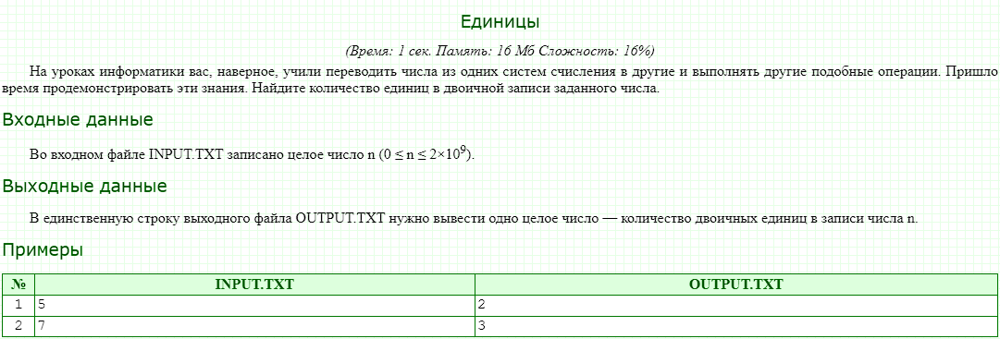 Единицы
(Время: 1 сек. Память: 16 Мб Сложность: 16%)
На уроках информатики вас, наверное, учили переводить числа из одних систем счисления в другие и выполнять другие подобные операции. Пришло
время продемонстрировать эти знания. Найдите количество единиц в двоичной записи заданного числа.
Входные данные
Во входном файле INPUT.TXT записано целое число n (0 ≤ n ≤ 2×10⁹).
Выходные данные
В единственную строку выходного файла OUTPUT.TXT нужно вывести одно целое число — количество двоичных единиц в записи числа n.
Примеры
№ INPUT.TXT OUTPUT.TXT
1 5 2
2 7 3